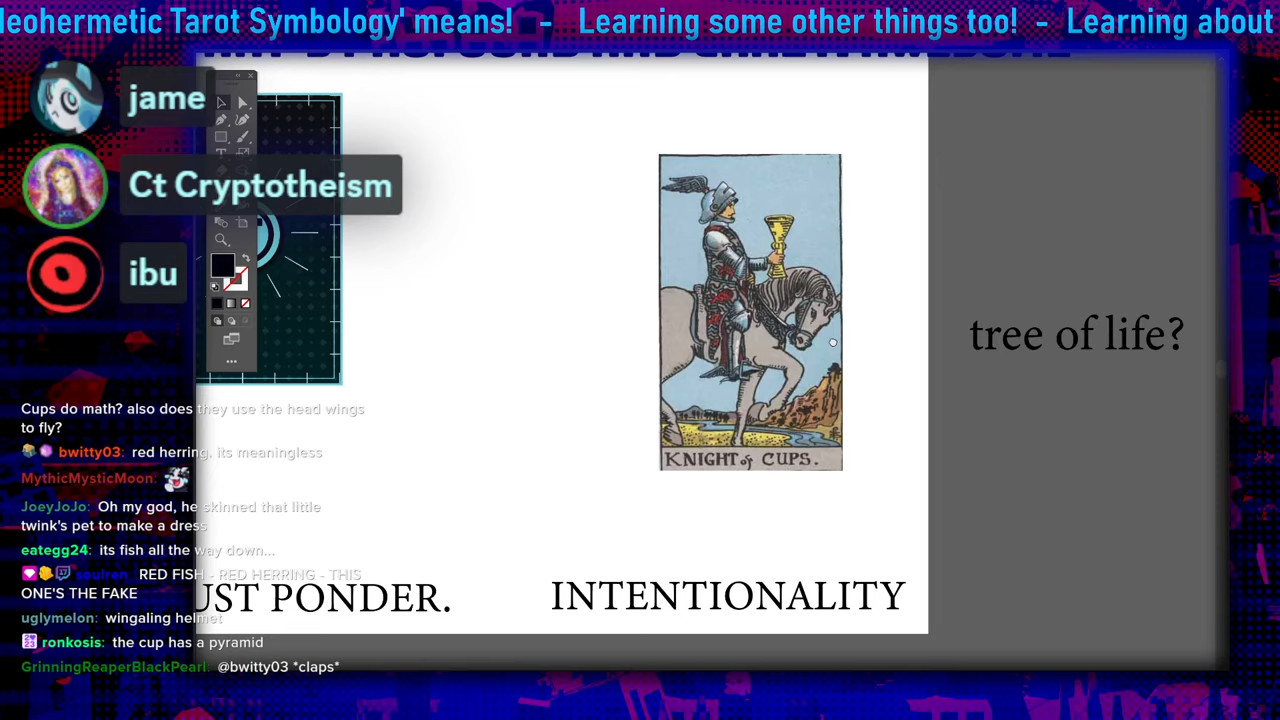 Neohermetic Tarot Symbology' means!   -   Learning some other things too!  -  Learning about
jame
Ct Cryptotheism
ibu
KNIGHT of CUPS.
tree of life?
UST PONDER.
INTENTIONALITY
Cups do math? also does they use the head wings
to fly?
bwitty03: red herring. its meaningless
MythicMysticMoon:
JoeyJoJo: Oh my god, he skinned that little
twink's pet to make a dress
eategg24: its fish all the way down...
soulren RED FISH - RED HERRING - THIS
ONE'S THE FAKE
uglymelon: wingaling helmet
ronkosis: the cup has a pyramid
GrinningReaperBlackPearl: @bwitty03 *claps*